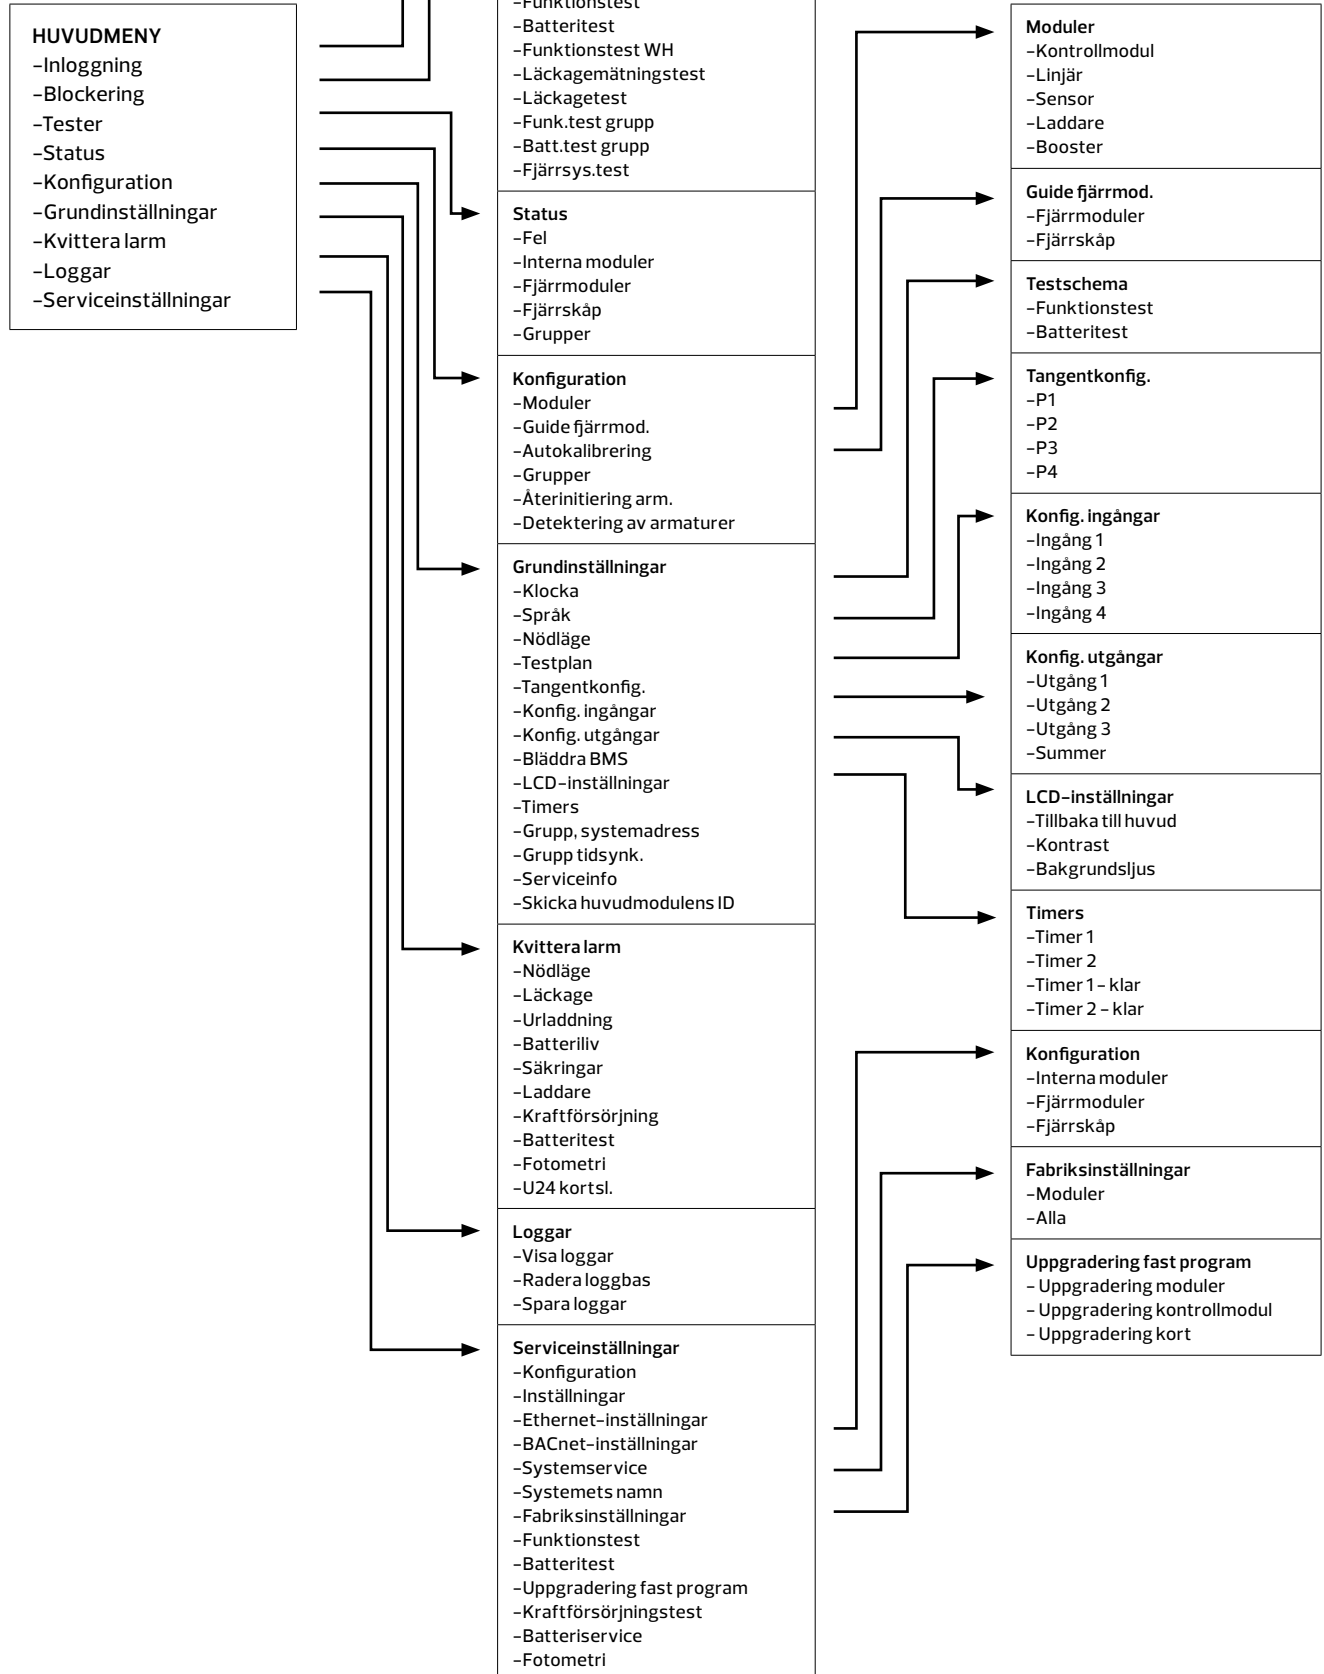 HUVUDMENY
-Inloggning
-Blockering
-Tester
-Status
-Konfiguration
-Grundinställningar
-Kvittera larm
-Loggar
-Serviceinställningar
-Funktionstest
-Batteritest
-Funktionstest WH
-Läckagemätningstest
-Läckagetest
-Funk.test grupp
-Batt.test grupp
-Fjärrsys.test
Status
-Fel
-Interna moduler
-Fjärrmoduler
-Fjärrskåp
-Grupper
Konfiguration
-Moduler
-Guide fjärrmod.
-Autokalibrering
-Grupper
-Återinitiering arm.
-Detektering av armaturer
Grundinställningar
-Klocka
-Språk
-Nödläge
-Testplan
-Tangentkonfig.
-Konfig. ingångar
-Konfig. utgångar
-Bläddra BMS
-LCD-inställningar
-Timers
-Grupp, systemadress
-Grupp tidsynk.
-Serviceinfo
-Skicka huvudmodulens ID
Kvittera larm
-Nödläge
-Läckage
-Urladdning
-Batteriliv
-Säkringar
-Laddare
-Kraftförsörjning
-Batteritest
-Fotometri
-U24 kortsl.
Loggar
-Visa loggar
-Radera loggbas
-Spara loggar
Serviceinställningar
-Konfiguration
-Inställningar
-Ethernet-inställningar
-BACnet-inställningar
-Systemservice
-Systemets namn
-Fabriksinställningar
-Funktionstest
-Batteritest
-Uppgradering fast program
-Kraftförsörjningstest
-Batteriservice
-Fotometri
Moduler
-Kontrollmodul
-Linjär
-Sensor
-Laddare
-Booster
Guide fjärrmod.
-Fjärrmoduler
-Fjärrskåp
Testschema
-Funktionstest
-Batteritest
Tangentkonfig.
-P1
-P2
-P3
-P4
Konfig. ingångar
-Ingång 1
-Ingång 2
-Ingång 3
-Ingång 4
Konfig. utgångar
-Utgång 1
-Utgång 2
-Utgång 3
-Summer
LCD-inställningar
-Tillbaka till huvud
-Kontrast
-Bakgrundsljus
Timers
-Timer 1
-Timer 2
-Timer 1 - klar
-Timer 2 - klar
Konfiguration
-Interna moduler
-Fjärrmoduler
-Fjärrskåp
Fabriksinställningar
-Moduler
-Alla
Uppgradering fast program
- Uppgradering moduler
- Uppgradering kontrollmodul
- Uppgradering kort